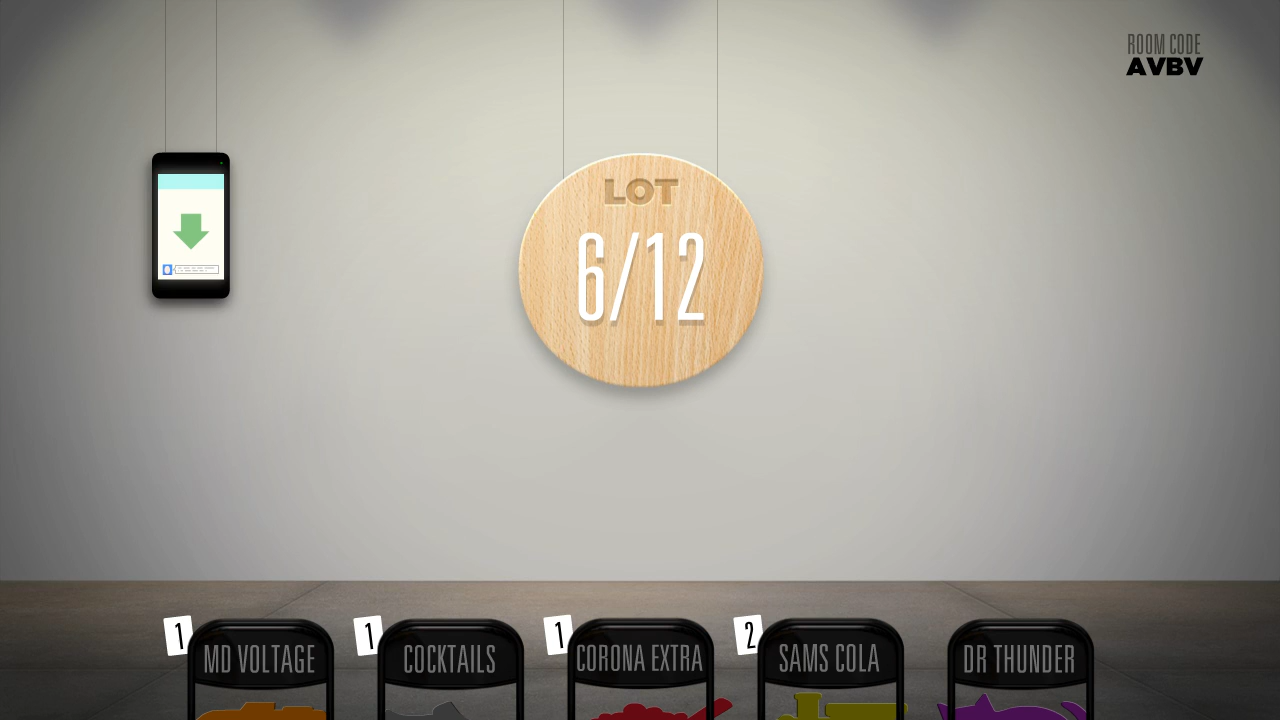 ROOM CODE
AVBV
LOT
6/12
1
MD VOLTAGE
1
COCKTAILS
1
CORONA EXTRA
2
SAMS COLA
DR THUNDER